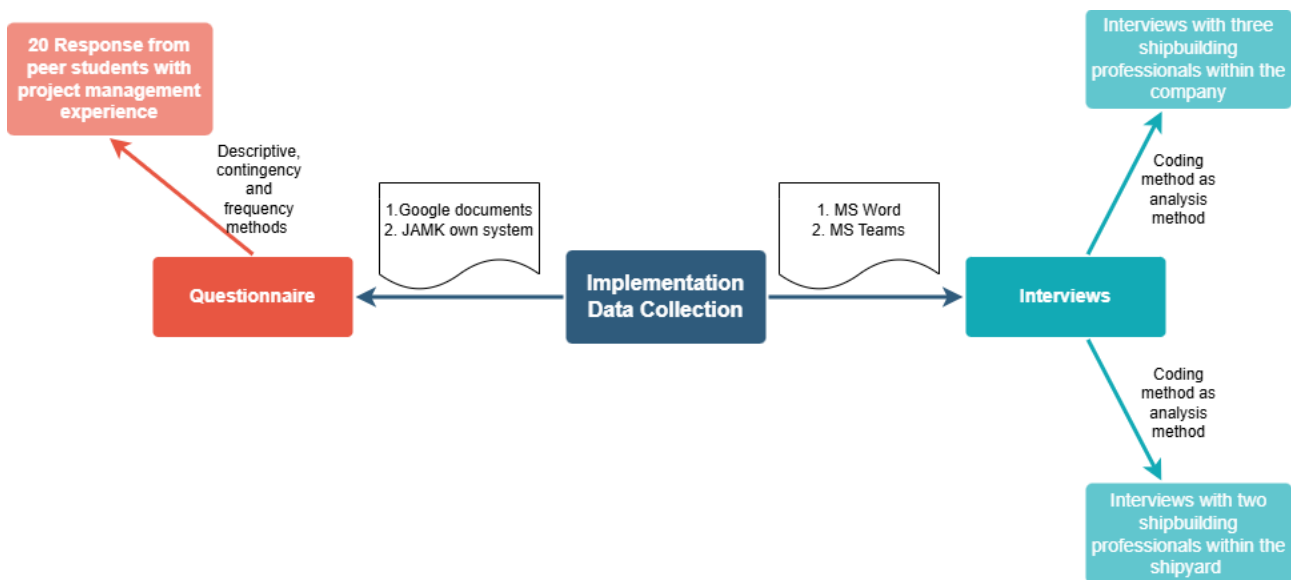 20 Response from
peer students with
project management
experience
Descriptive,
contingency
and
frequency
methods
Questionnaire
1.Google documents
2. JAMK own system
Implementation
Data Collection
1. MS Word
2. MS Teams
Interviews
Interviews with three
shipbuilding
professionals within the
company
Coding
method as
analysis
method
Coding
method as
analysis
method
Interviews with two
shipbuilding
professionals within the
shipyard